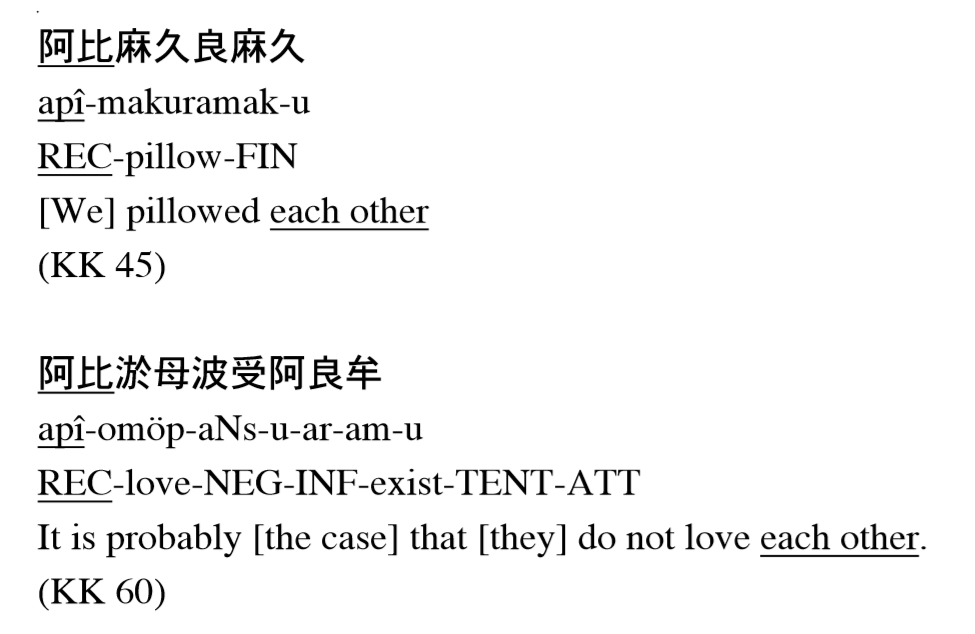 阿比麻久良麻久
apî-makuramak-u
REC-pillow-FIN
[We] pillowed each other
(KK 45)
阿比淤母波受阿良牟
apî-omöp-aNs-u-ar-am-u
REC-love-NEG-INF-exist-TENT-ATT
It is probably [the case] that [they] do not love each other.
(KK 60)